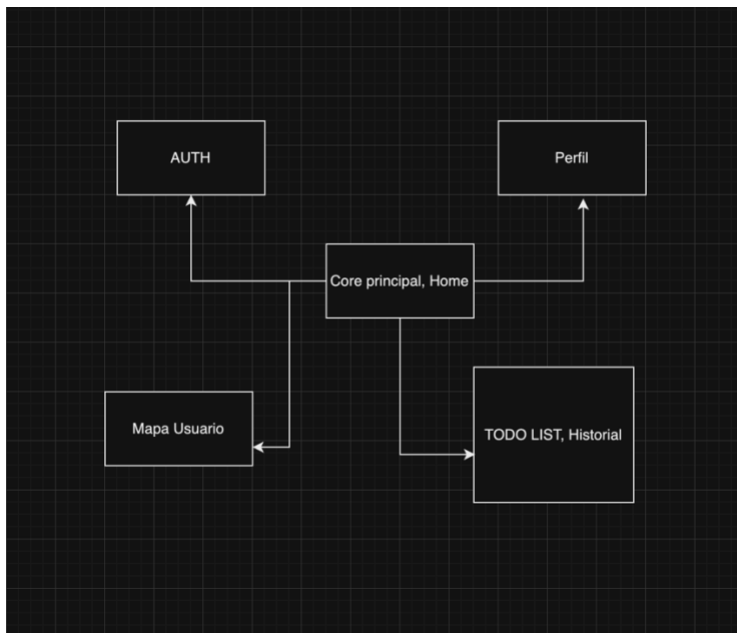 AUTH
Perfil
Core principal, Home
Mapa Usuario
TODO LIST, Historial